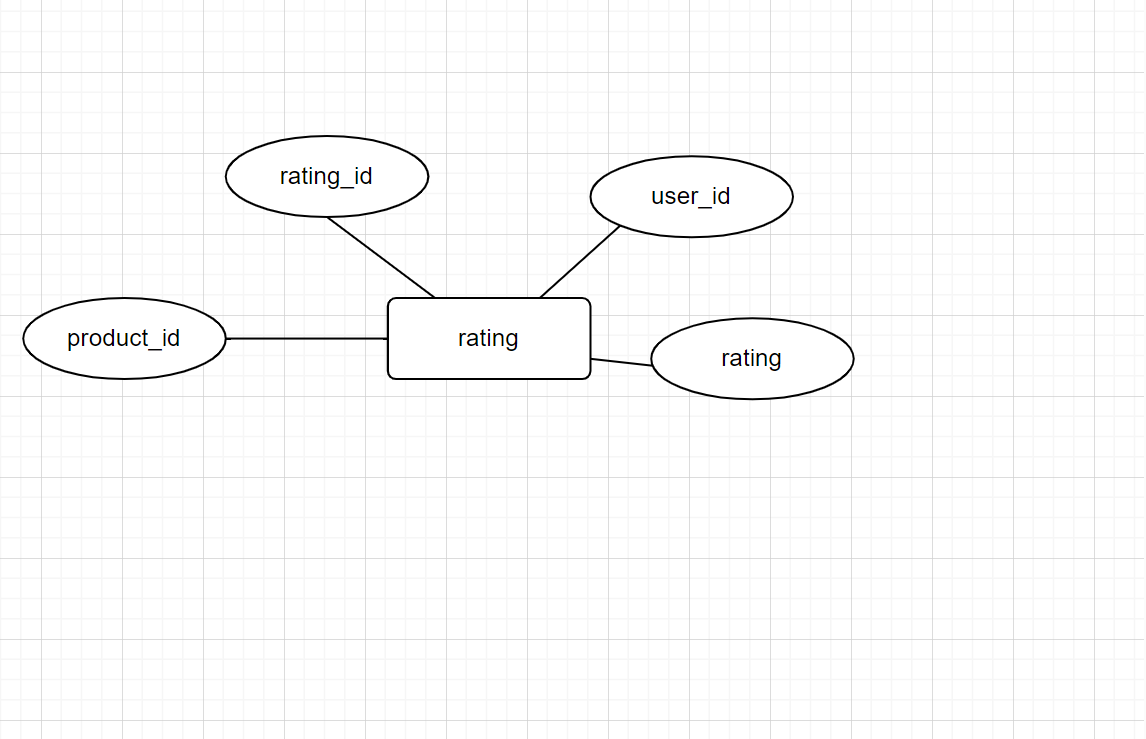 rating_id
user_id
product_id
rating
rating